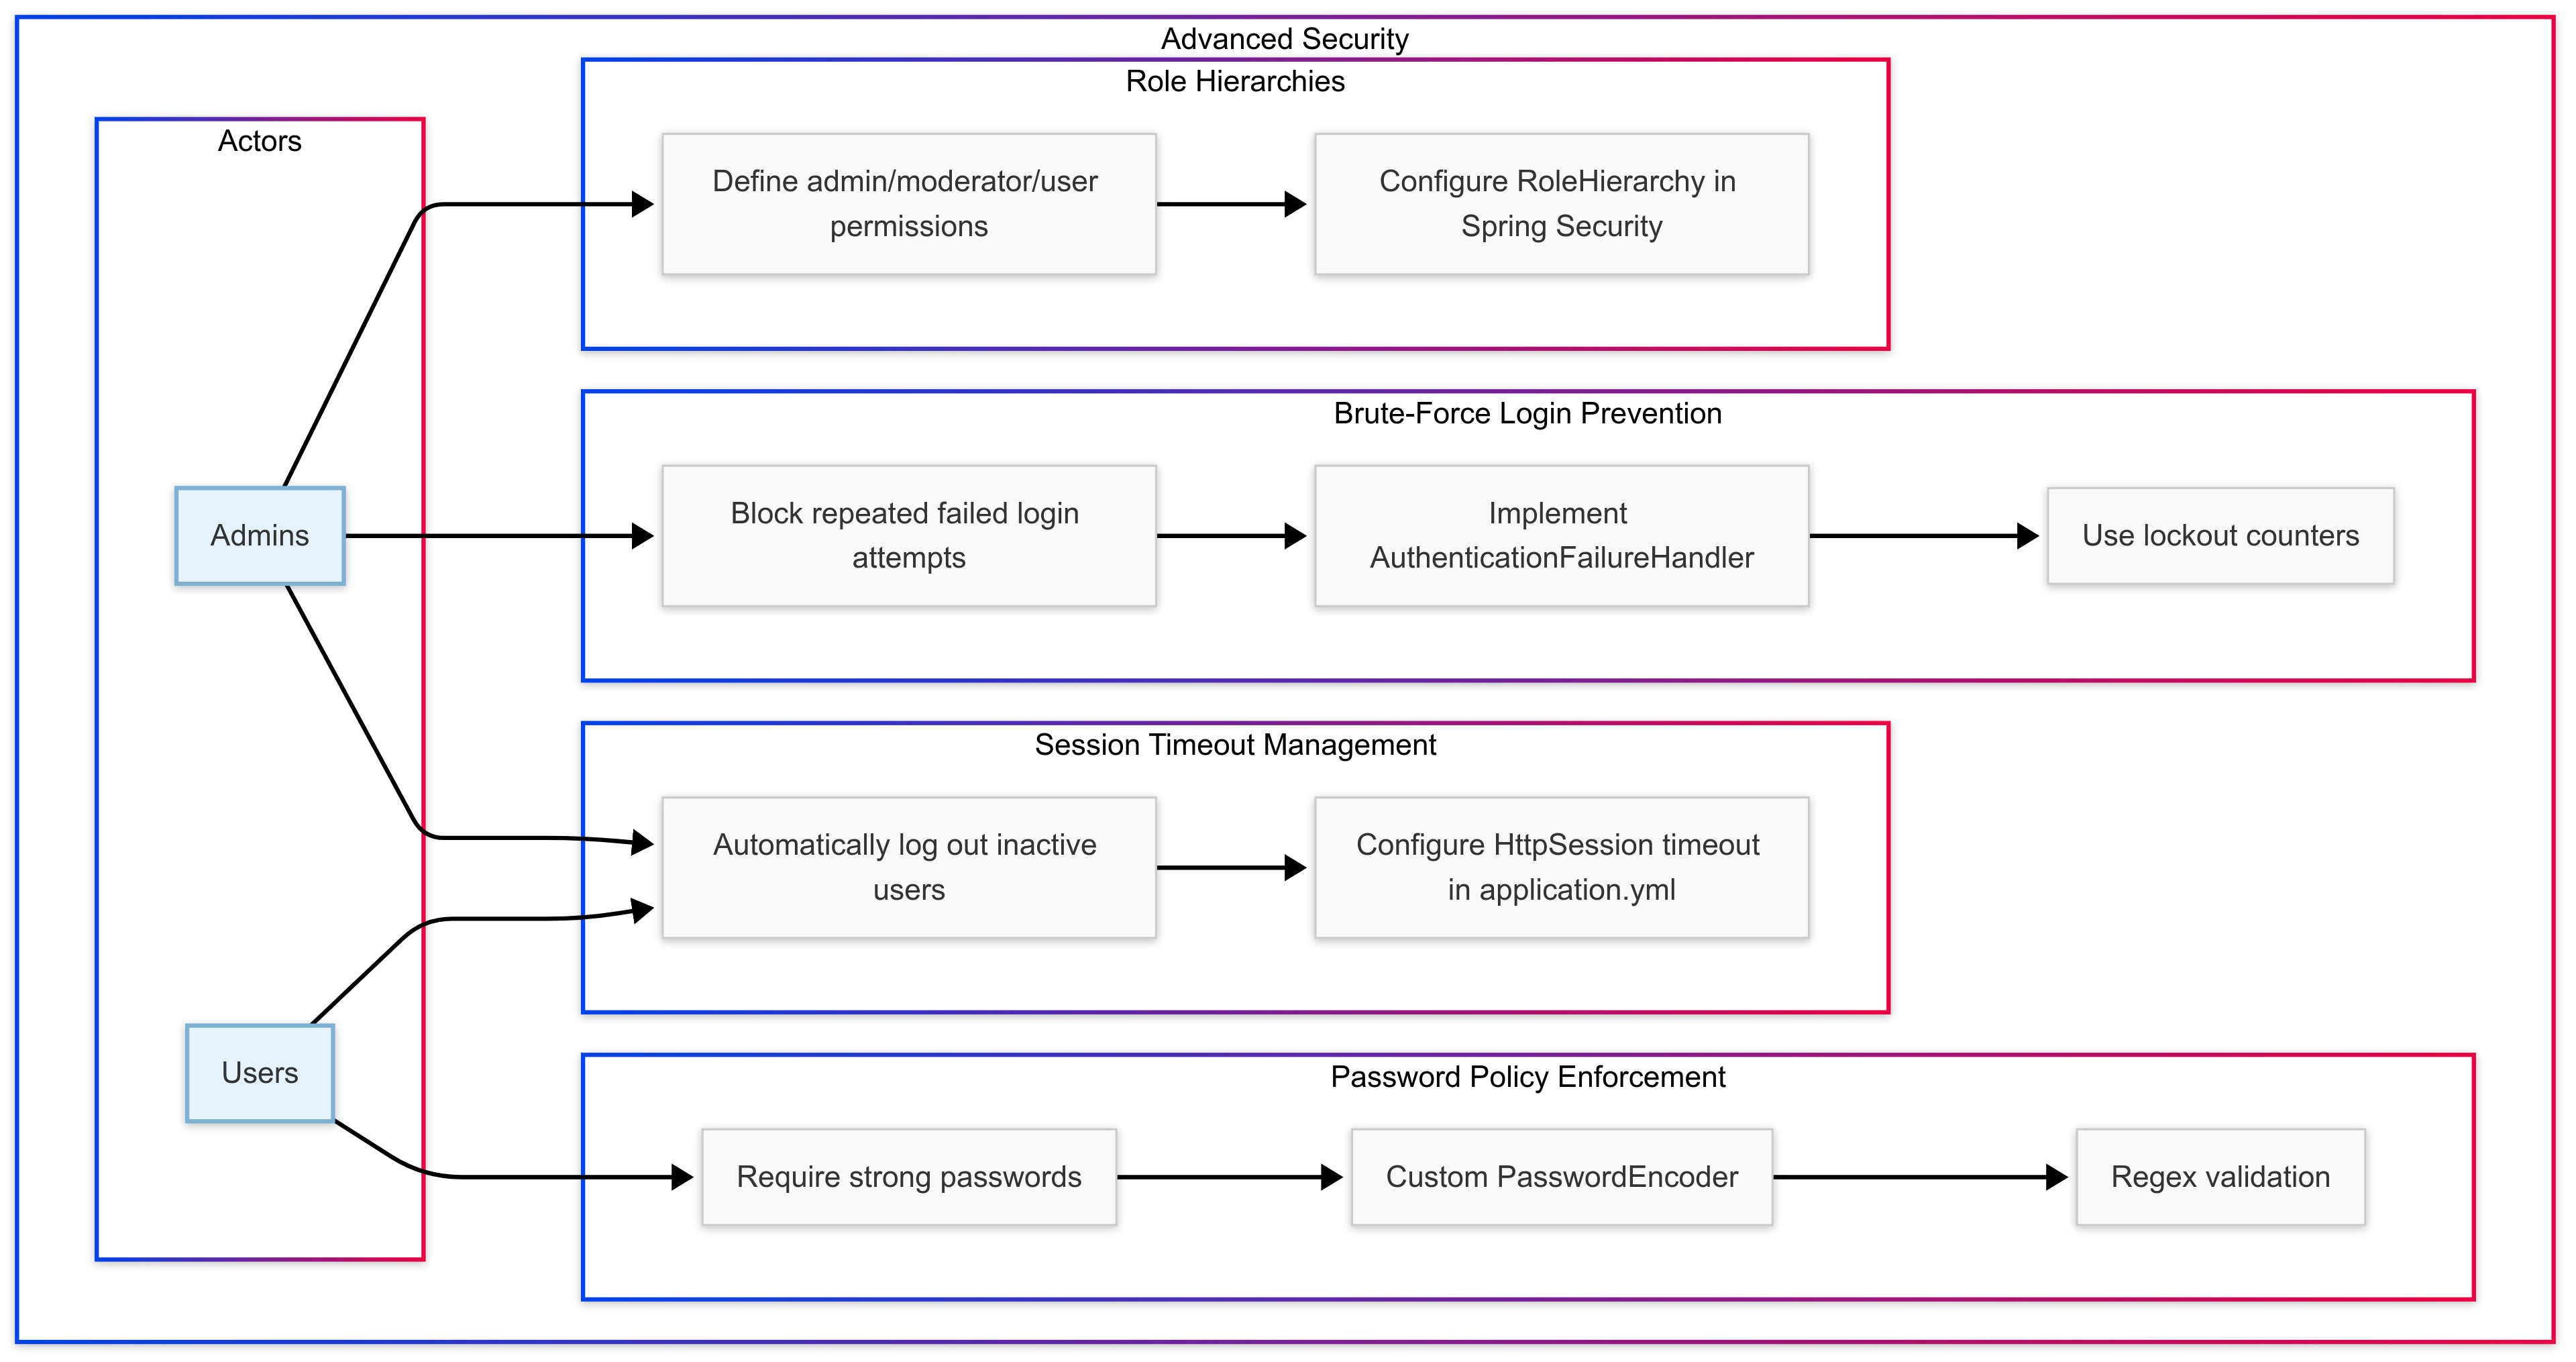 Advanced Security
Role Hierarchies
Actors
Define admin/moderator/user
permissions
Configure RoleHierarchy in
Spring Security
Brute-Force Login Prevention
Admins
Block repeated failed login
attempts
Implement
AuthenticationFailureHandler
Use lockout counters
Session Timeout Management
Automatically log out inactive
users
Configure HttpSession timeout
in application.yml
Users
Password Policy Enforcement
Require strong passwords
Custom PasswordEncoder
Regex validation